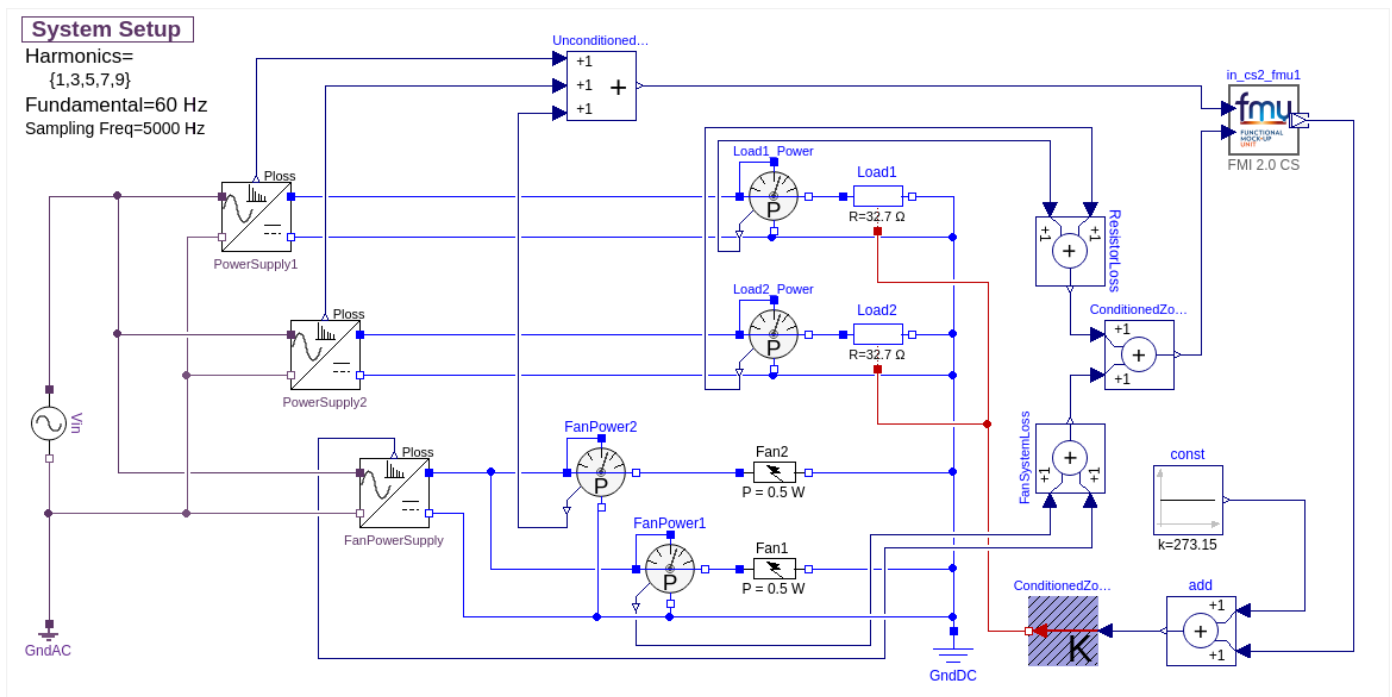 System Setup
Harmonics=
{1,3,5,7,9}
Fundamental=60 Hz
Sampling Freq=5000 Hz
Unconditioned…
+1
+1
+1
+
in_cs2_fmu1
fmu
FUNCTIONAL
MOCK-UP
UNIT
FMI 2.0 CS
Ploss
PowerSupply1
Load1_Power
P
Load1
R=32.7 Ω
+1
+1
+
ResistorLoss
Ploss
PowerSupply2
Load2_Power
P
Load2
R=32.7 Ω
ConditionedZo…
+1
+
+1
Vin
Ploss
FanPowerSupply
FanPower2
P
Fan2
P = 0.5 W
FanSystemLoss
+
+1
+1
const
k=273.15
FanPower1
P
Fan1
P = 0.5 W
ConditionedZo…
K
add
+1
+
+1
GndAC
GndDC